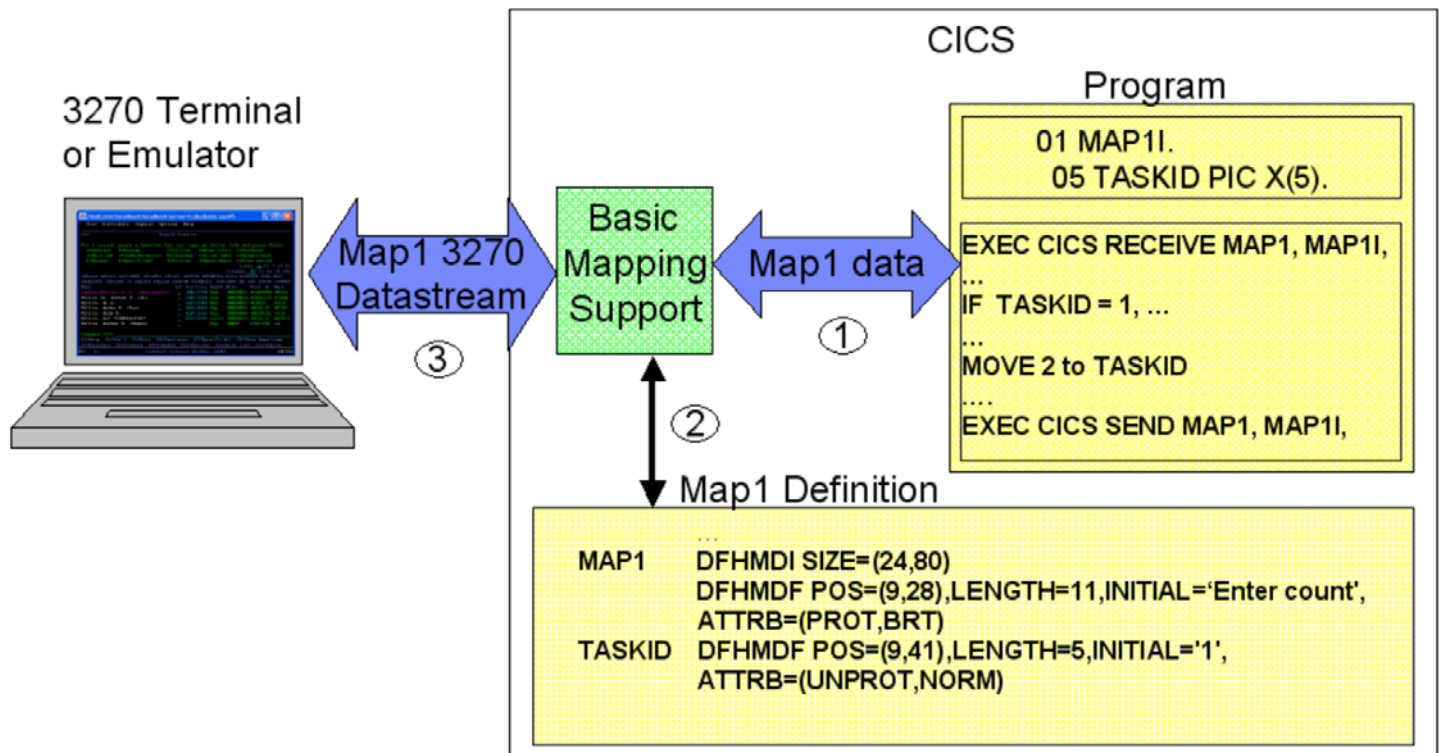 CICS
3270 Terminal
or Emulator
Map1 3270
Datastream
③
Basic
Mapping
Support
Map1 data
①
②
Program
01 MAP1I.
05 TASKID PIC X(5).
EXEC CICS RECEIVE MAP1, MAP1I,
...
IF TASKID = 1, ...
...
MOVE 2 to TASKID
....
EXEC CICS SEND MAP1, MAP1I,
Map1 Definition
...
MAP1 DFHMDI SIZE=(24,80)
DFHMDF POS=(9,28),LENGTH=11,INITIAL=‘Enter count',
ATTRB=(PROT,BRT)
TASKID DFHMDF POS=(9,41),LENGTH=5,INITIAL='1',
ATTRB=(UNPROT,NORM)